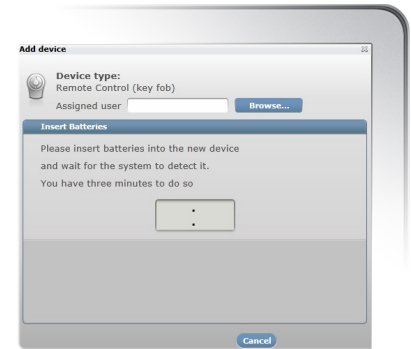 Add device
Device type:
Remote Control (key fob)
Assigned user
Browse...
Insert Batteries
Please insert batteries into the new device
and wait for the system to detect it.
You have three minutes to do so
:
Cancel